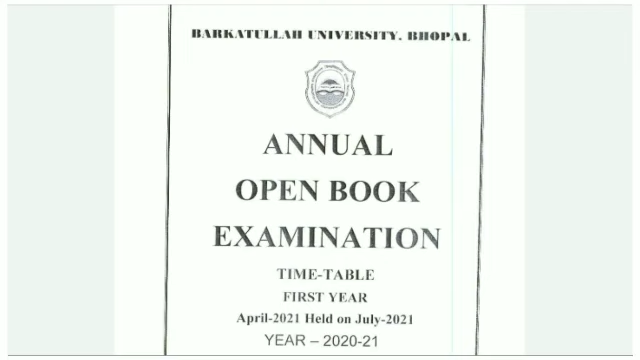 BARKATULLAH UNIVERSITY, BHOPAL
ANNUAL
OPEN BOOK
EXAMINATION
TIME-TABLE
FIRST YEAR
April-2021 Held on July-2021
YEAR – 2020-21